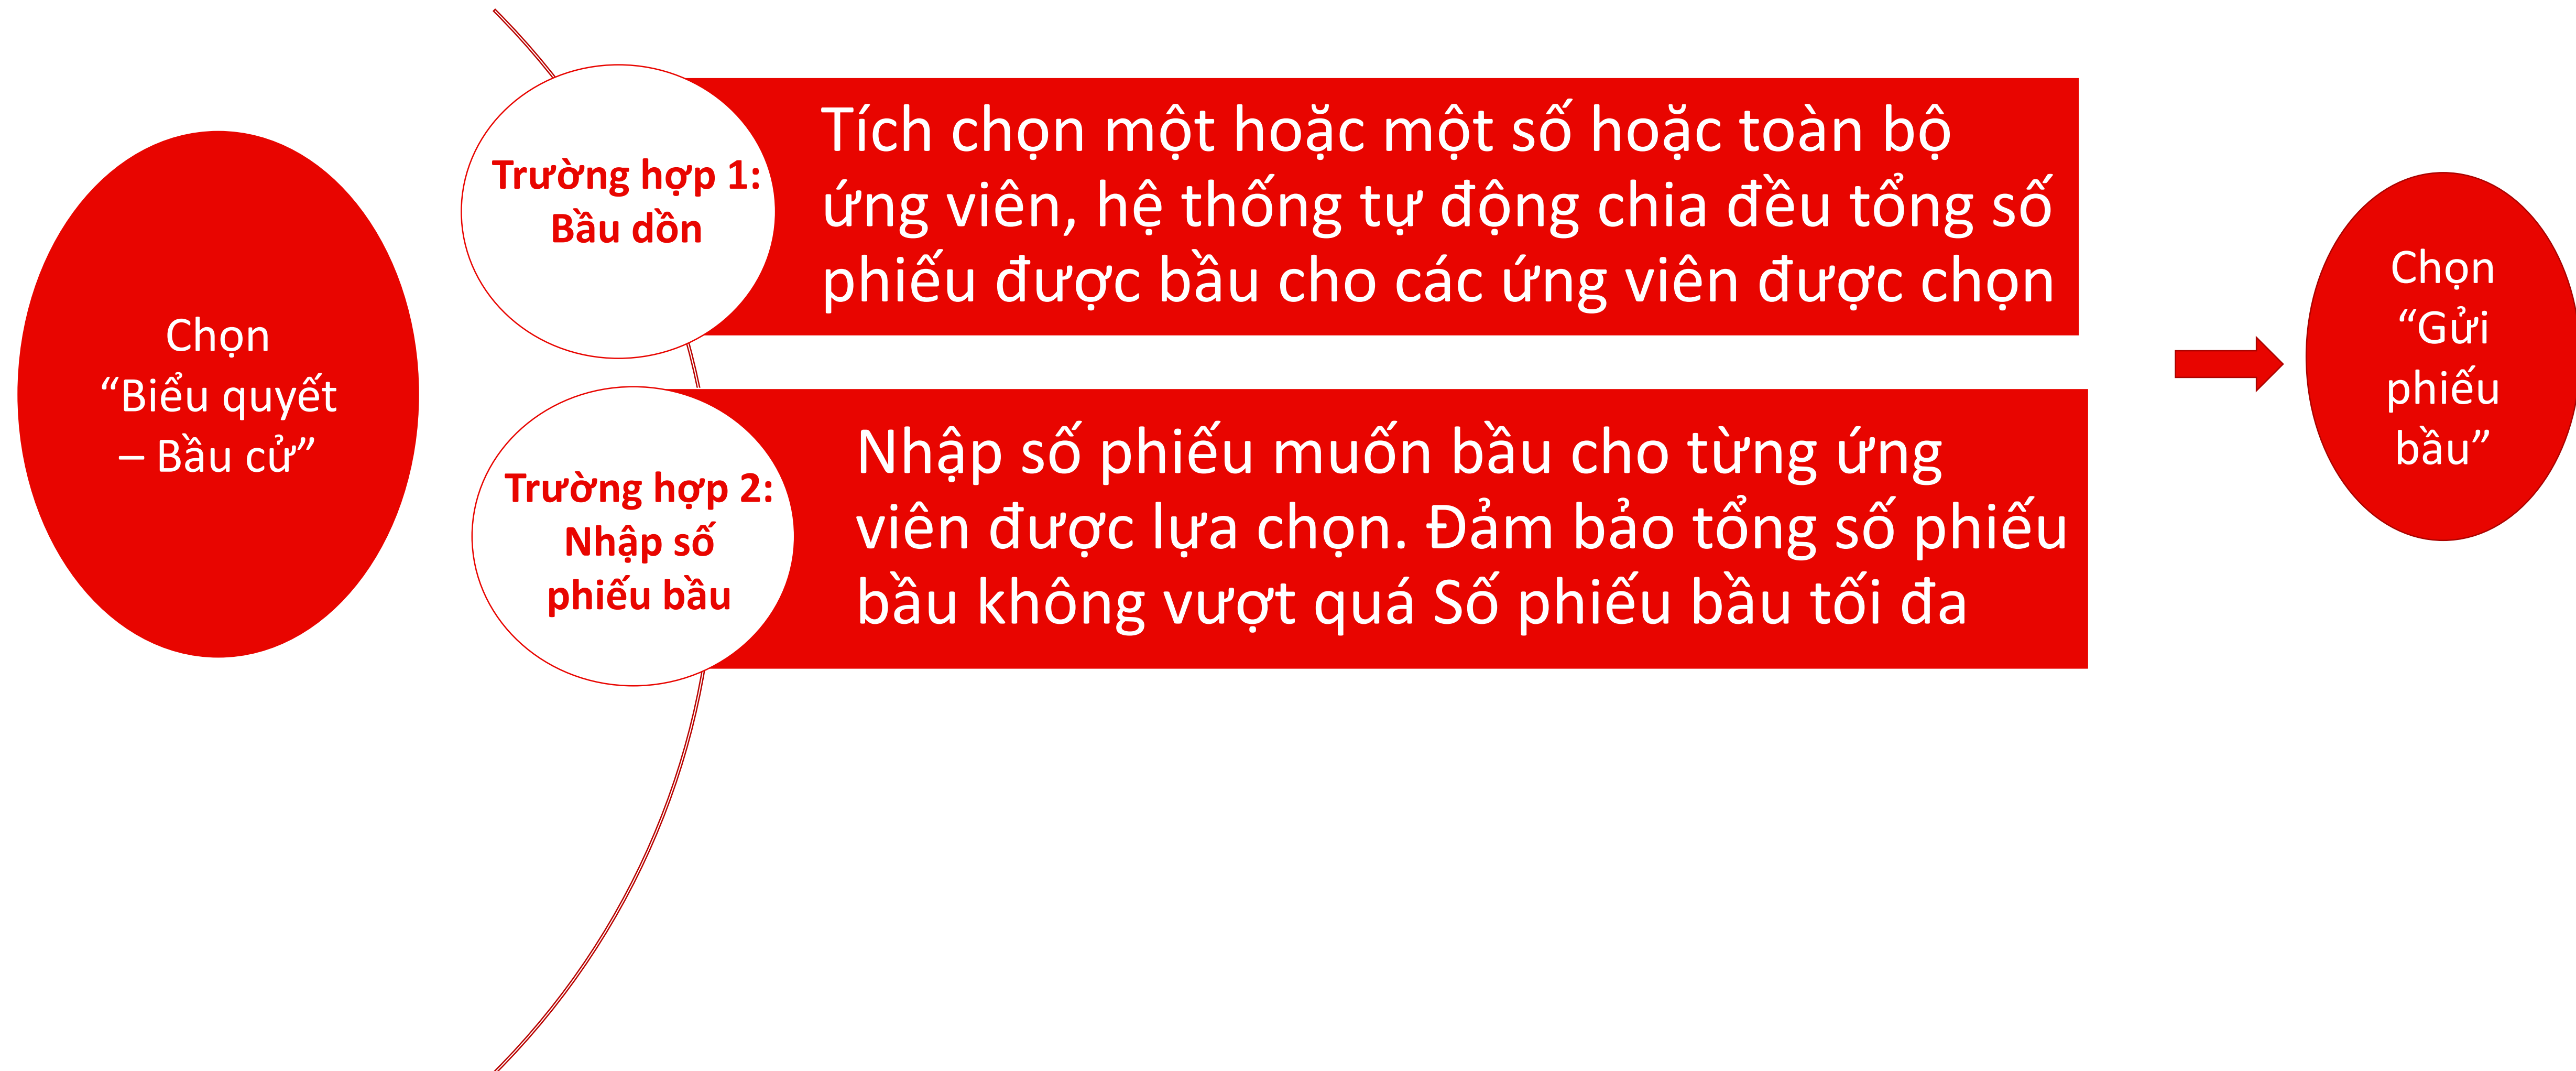 Chọn
“Biểu quyết
– Bầu cử”
Trường hợp 1:
Bầu dồn
Tích chọn một hoặc một số hoặc toàn bộ
ứng viên, hệ thống tự động chia đều tổng số
phiếu được bầu cho các ứng viên được chọn
Trường hợp 2:
Nhập số
phiếu bầu
Nhập số phiếu muốn bầu cho từng ứng
viên được lựa chọn. Đảm bảo tổng số phiếu
bầu không vượt quá Số phiếu bầu tối đa
Chọn
“Gửi
phiếu
bầu”